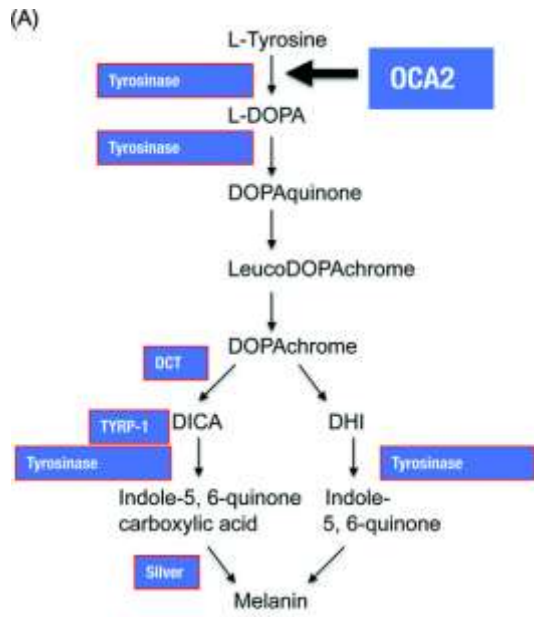 (A)
L-Tyrosine
Tyrosinase
OCA2
L-DOPA
Tyrosinase
DOPAquinone
LeucoDOPAchrome
DOPAchrome
DCT
TYRP-1
DICA
DHI
Tyrosinase
Tyrosinase
Indole-5, 6-quinone
carboxylic acid
Indole-
5, 6-quinone
Silver
Melanin